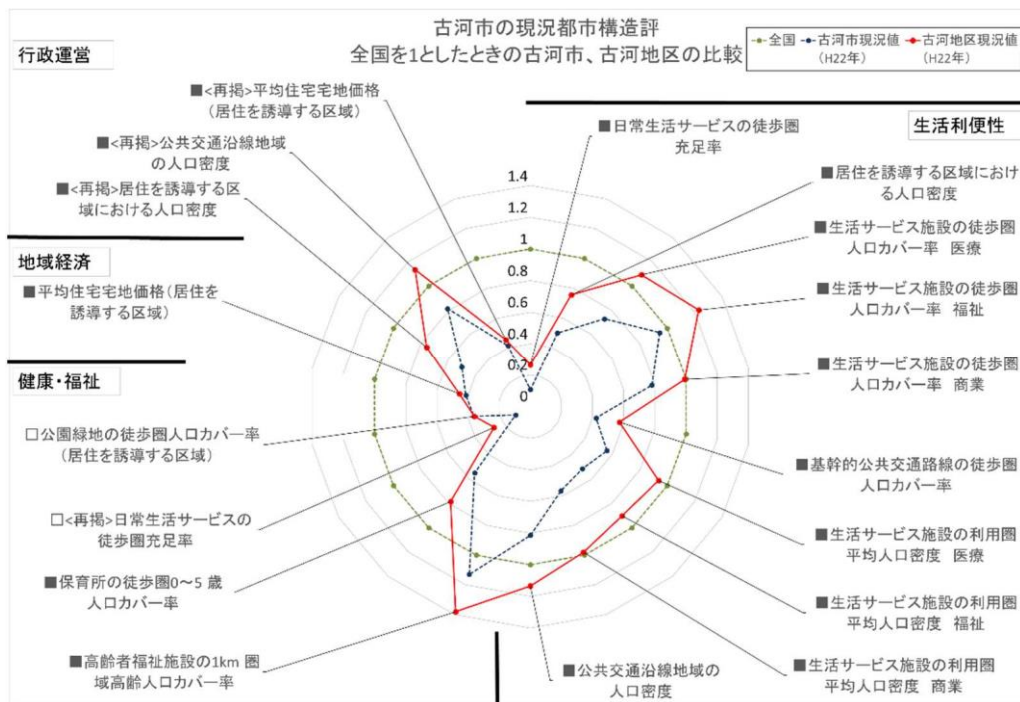 古河市の現況都市構造評
全国を1としたときの古河市、古河地区の比較
全国
古河市現況値
(H22年)
古河地区現況値
(H22年)
行政運営
■<再掲>平均住宅宅地価格
(居住を誘導する区域)
■<再掲>公共交通沿線地域
の人口密度
■<再掲>居住を誘導する区
域における人口密度
地域経済
■平均住宅宅地価格(居住を
誘導する区域)
健康・福祉
□公園緑地の徒歩圏人口カバー率
(居住を誘導する区域)
□<再掲>日常生活サービスの
徒歩圏充足率
■保育所の徒歩圏0〜5 歳
人口カバー率
■高齢者福祉施設の1km 圏
域高齢人口カバー率
1.4
1.2
1
0.8
0.6
0.4
0.2
0
生活利便性
■日常生活サービスの徒歩圏
充足率
■居住を誘導する区域におけ
る人口密度
■生活サービス施設の徒歩圏
人口カバー率 医療
■生活サービス施設の徒歩圏
人口カバー率 福祉
■生活サービス施設の徒歩圏
人口カバー率 商業
■基幹的公共交通路線の徒歩圏
人口カバー率
■生活サービス施設の利用圏
平均人口密度 医療
■生活サービス施設の利用圏
平均人口密度 福祉
■生活サービス施設の利用圏
平均人口密度 商業
■公共交通沿線地域の
人口密度